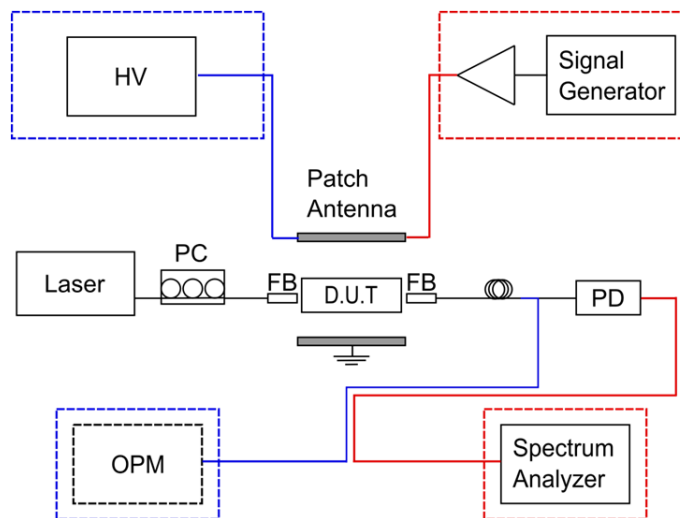 HV
Signal
Generator
Patch
Antenna
PC
Laser
FB
D.U.T
FB
PD
OPM
Spectrum
Analyzer